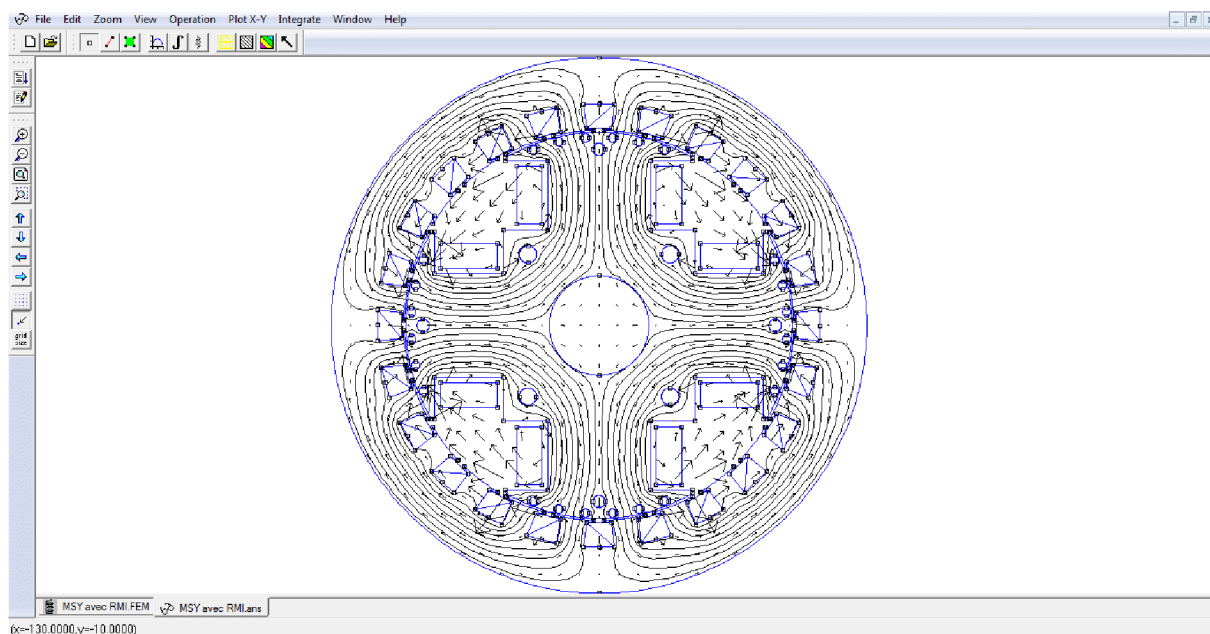 File Edit Zoom View Operation Plot X-Y Integrate Window Help
grid size
MSY avec RMI.FEM MSY avec RMI.ans
(x=-130.0000,y=-10.0000)